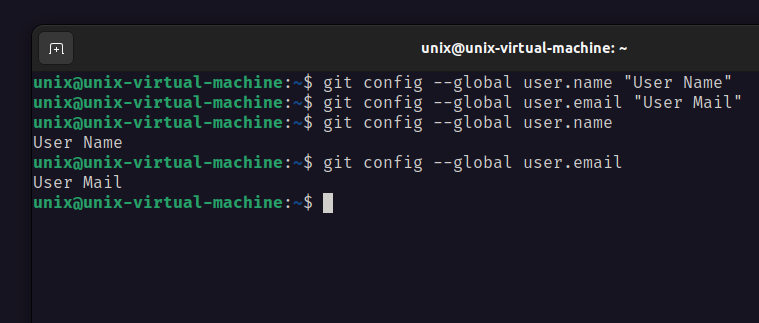 unix@unix-virtual-machine: ~
unix@unix-virtual-machine:~$ git config --global user.name "User Name"
unix@unix-virtual-machine:~$ git config --global user.email "User Mail"
unix@unix-virtual-machine:~$ git config --global user.name
User Name
unix@unix-virtual-machine:~$ git config --global user.email
User Mail
unix@unix-virtual-machine:~$